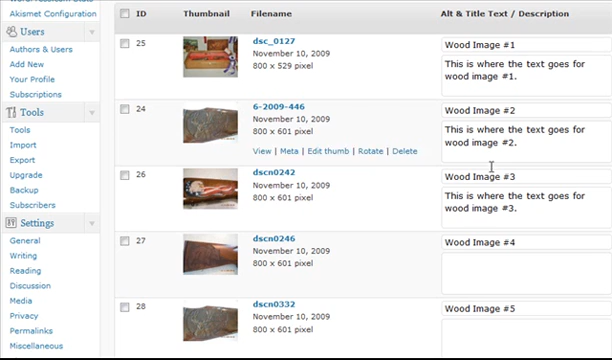 Akismet Configuration
Users
Authors & Users
Add New
Your Profile
Subscriptions
Tools
Tools
Import
Export
Upgrade
Backup
Subscribers
Settings
General
Writing
Reading
Discussion
Media
Privacy
Permalinks
Miscellaneous
ID Thumbnail Filename Alt & Title Text / Description
25 dsc_0127 Wood Image #1
November 10, 2009
800 x 529 pixel
This is where the text goes for
wood image #1.
24 6-2009-446 Wood Image #2
November 10, 2009
800 x 601 pixel
View | Meta | Edit thumb | Rotate | Delete
This is where the text goes for
wood image #2.
26 dscn0242 Wood Image #3
November 10, 2009
800 x 601 pixel
This is where the text goes for
wood image #3.
27 dscn0246 Wood Image #4
November 10, 2009
800 x 601 pixel
28 dscn0332 Wood Image #5
November 10, 2009
800 x 601 pixel